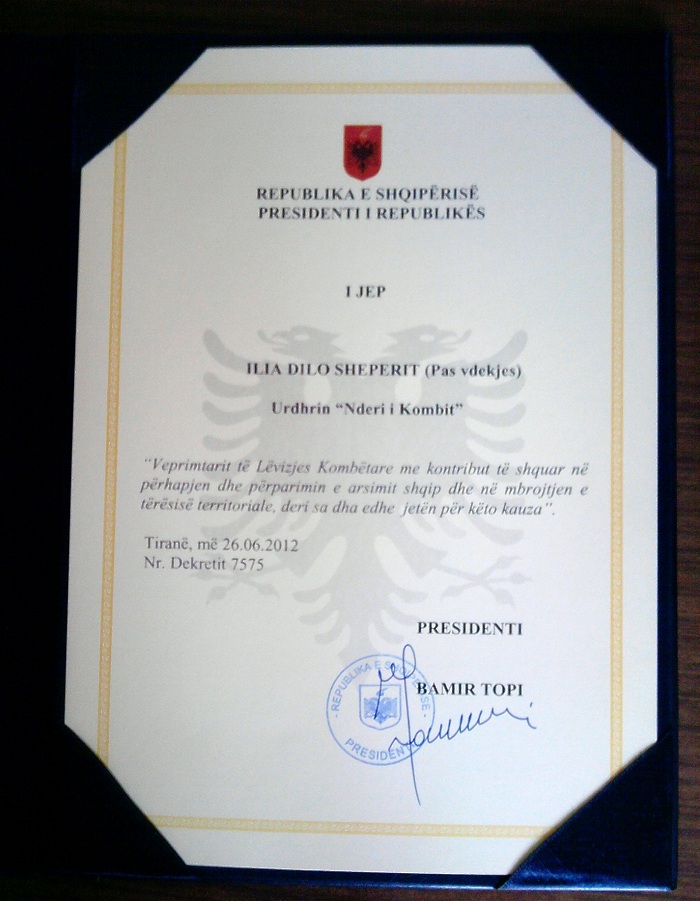 REPUBLIKA E SHQIPËRISË
PRESIDENTI I REPUBLIKËS
I JEP
ILIA DILO SHEPERIT (Pas vdekjes)
Urdhrin “Nderi i Kombit”
“Veprimtarit të Lëvizjes Kombëtare me kontribut të shquar në
përhapjen dhe përparimin e arsimit shqip dhe në mbrojtjen e
tërësisë territoriale, deri sa dha edhe jetën për këto kauza”.
Tiranë, më 26.06.2012
Nr. Dekretit 7575
PRESIDENTI
BAMIR TOPI
- REPUBLIKA E SHQIPËRISË -
PRESIDENTI